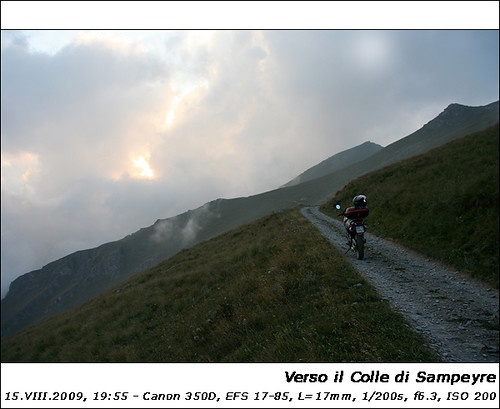 Verso il Colle di Sampeyre
15.VIII.2009, 19:55 - Canon 350D, EFS 17-85, L=17mm, 1/200s, f6.3, ISO 200